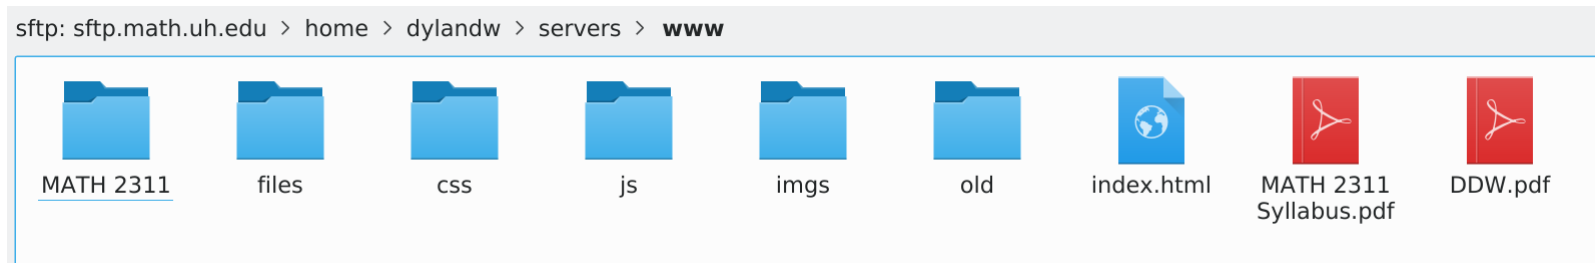 sftp: sftp.math.uh.edu > home > dylandw > servers > www
MATH 2311 files css js imgs old index.html MATH 2311 DDW.pdf
Syllabus.pdf